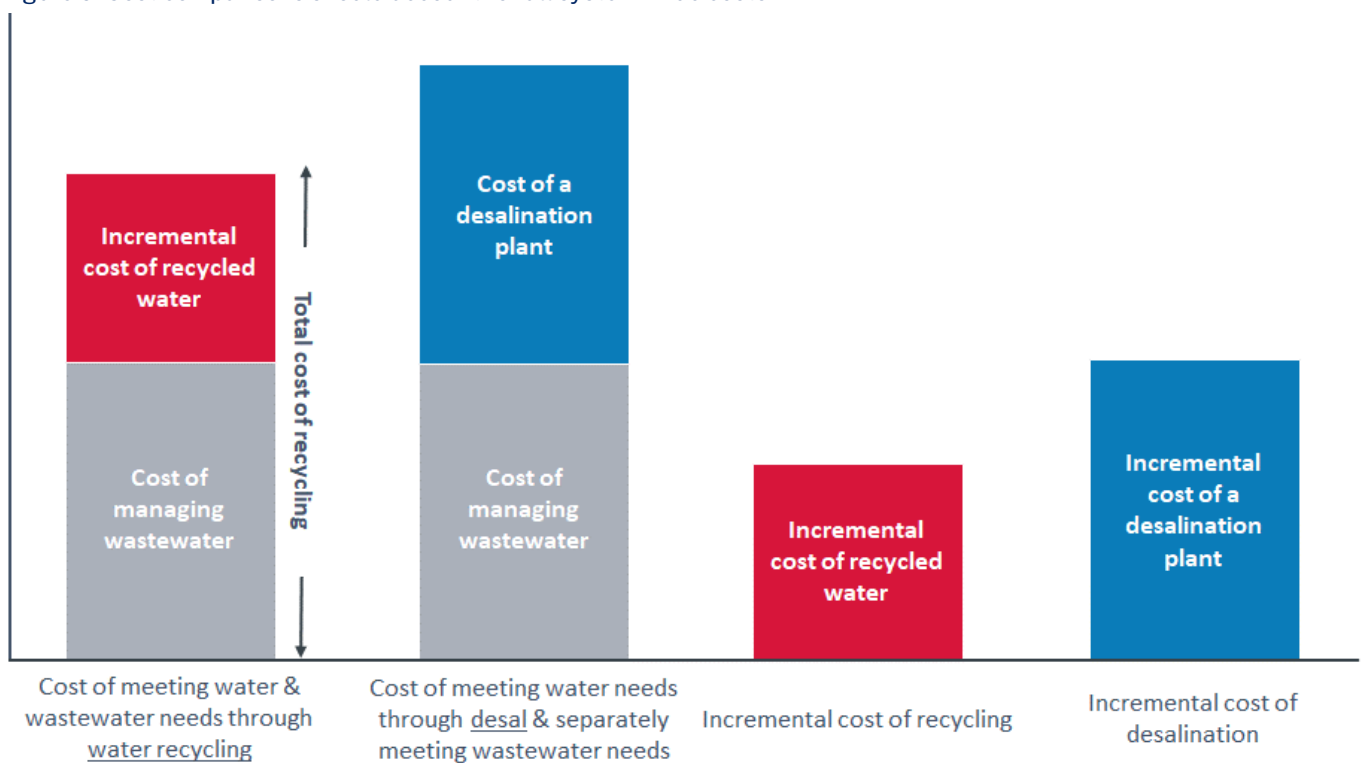 Incremental
cost of recycled
water
Cost of
managing
wastewater
Total cost of recycling
Cost of a
desalination
plant
Cost of
managing
wastewater
Incremental
cost of recycled
water
Incremental
cost of a
desalination
plant
Cost of meeting water &
wastewater needs through
water recycling
Cost of meeting water needs
through desal & separately
meeting wastewater needs
Incremental cost of recycling
Incremental cost of
desalination